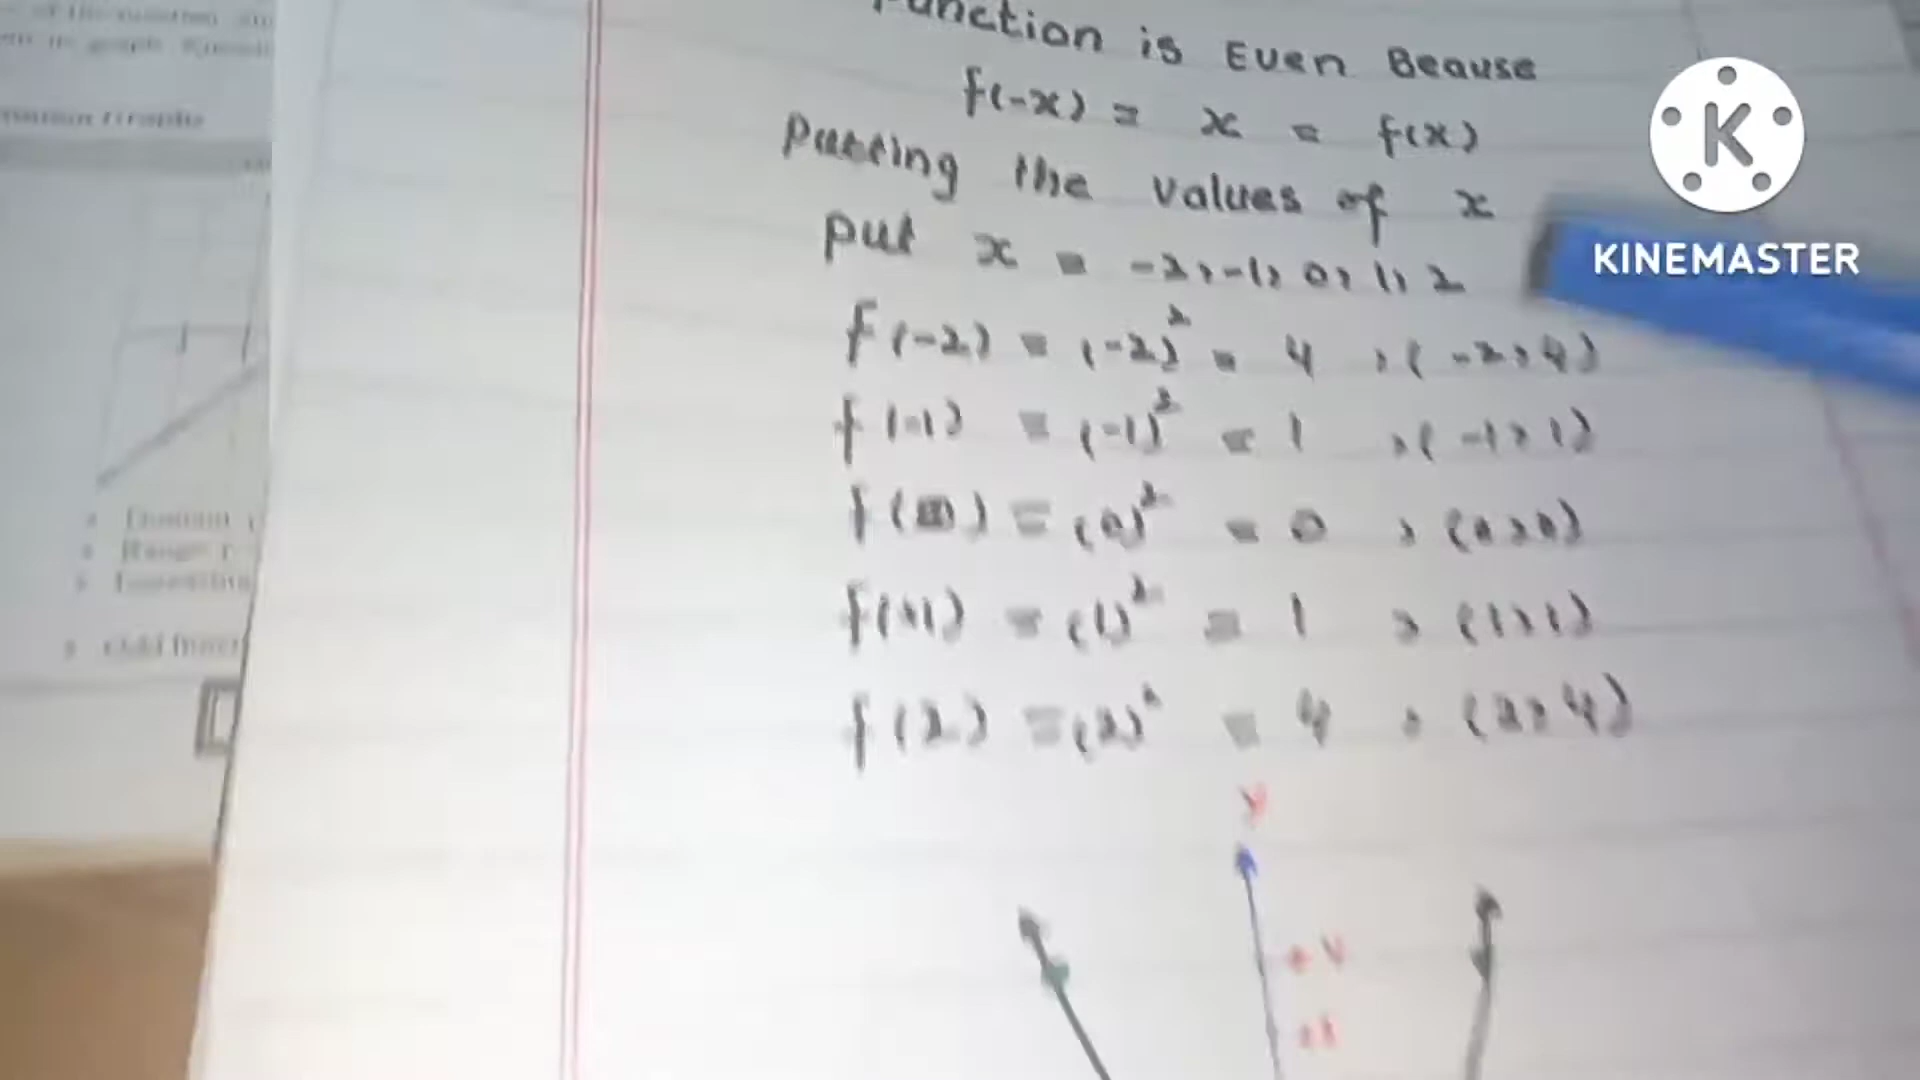 Function is Even Beause
f(-x) = x = f(x)
Putting the values of x
put x = -2, -1, 0, 1, 2
f(-2) = (-2)² = 4 , (-2, 4)
f(-1) = (-1)² = 1 , (-1, 1)
f(0) = (0)² = 0 , (0, 0)
f(+1) = (1)² = 1 , (1, 1)
f(2) = (2)² = 4 , (2, 4)
Y
K
KINEMASTER
Domain
Range